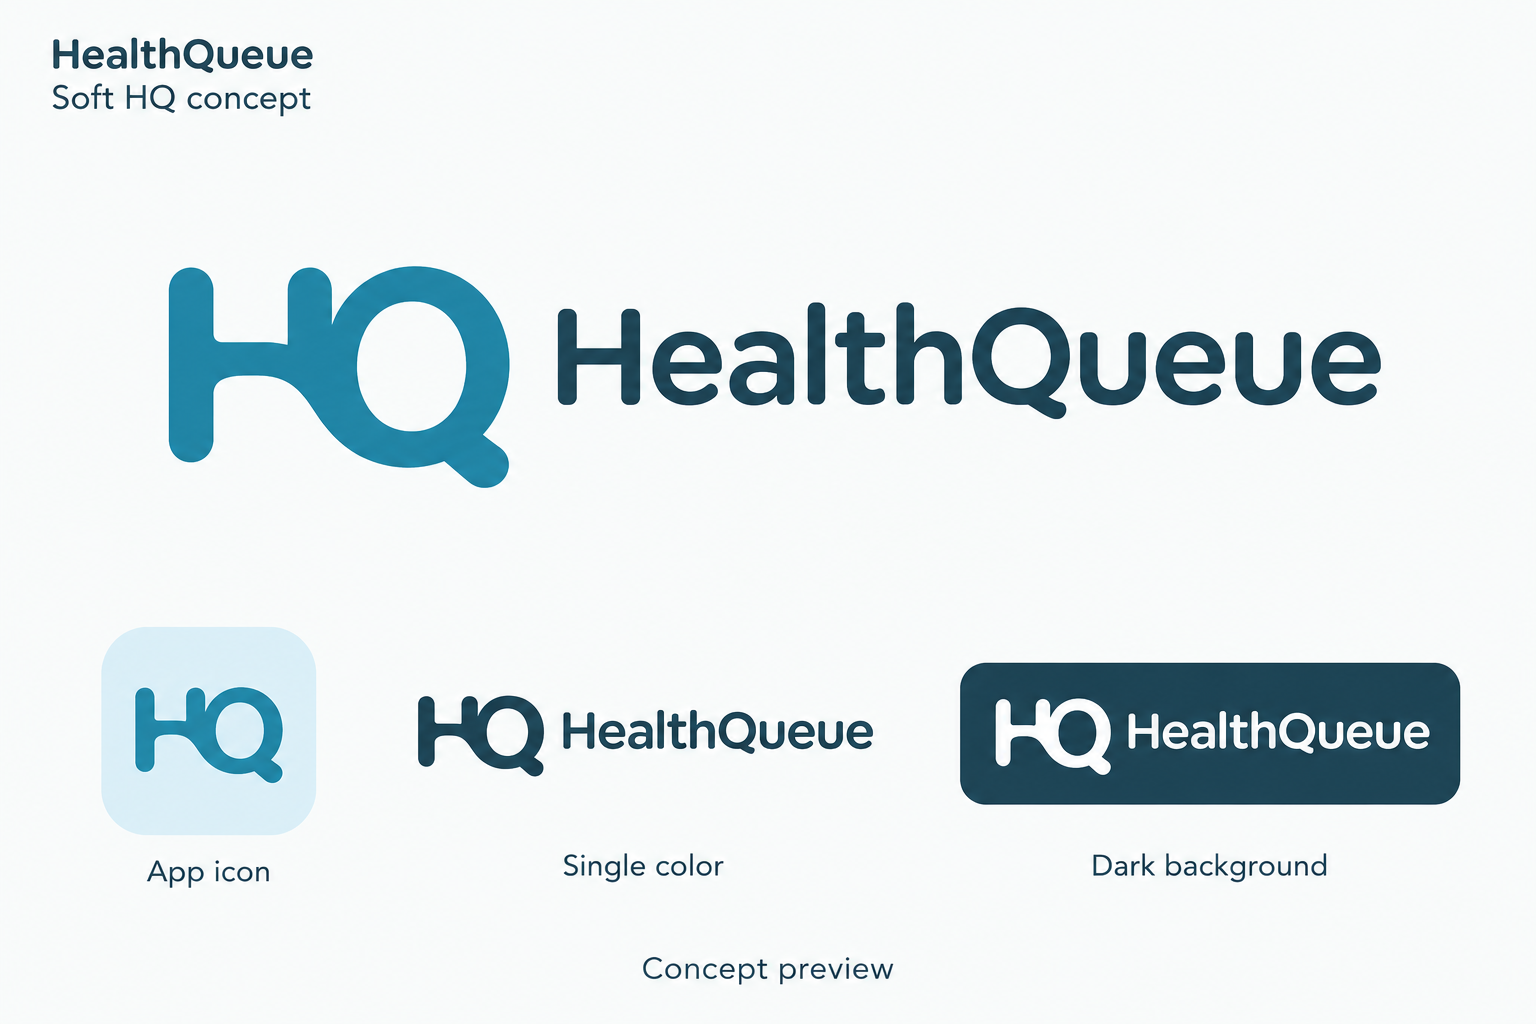 HealthQueue
Soft HQ concept
HQ HealthQueue
HQ
HQ HealthQueue
HQ HealthQueue
App icon
Single color
Dark background
Concept preview